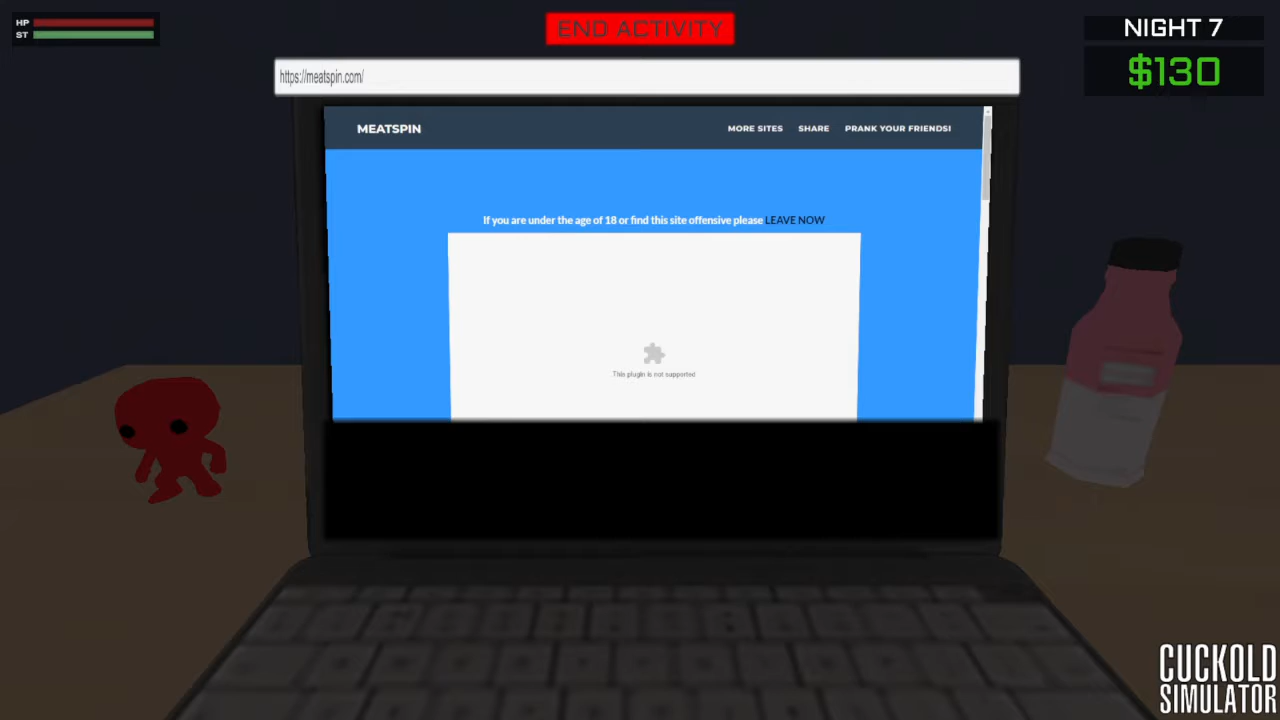 HP
ST
END ACTIVITY
NIGHT 7
$130
https://meatspin.com/
MEATSPIN
MORE SITES
SHARE
PRANK YOUR FRIENDS!
If you are under the age of 18 or find this site offensive please LEAVE NOW
This plugin is not supported
CUCKOLD
SIMULATOR